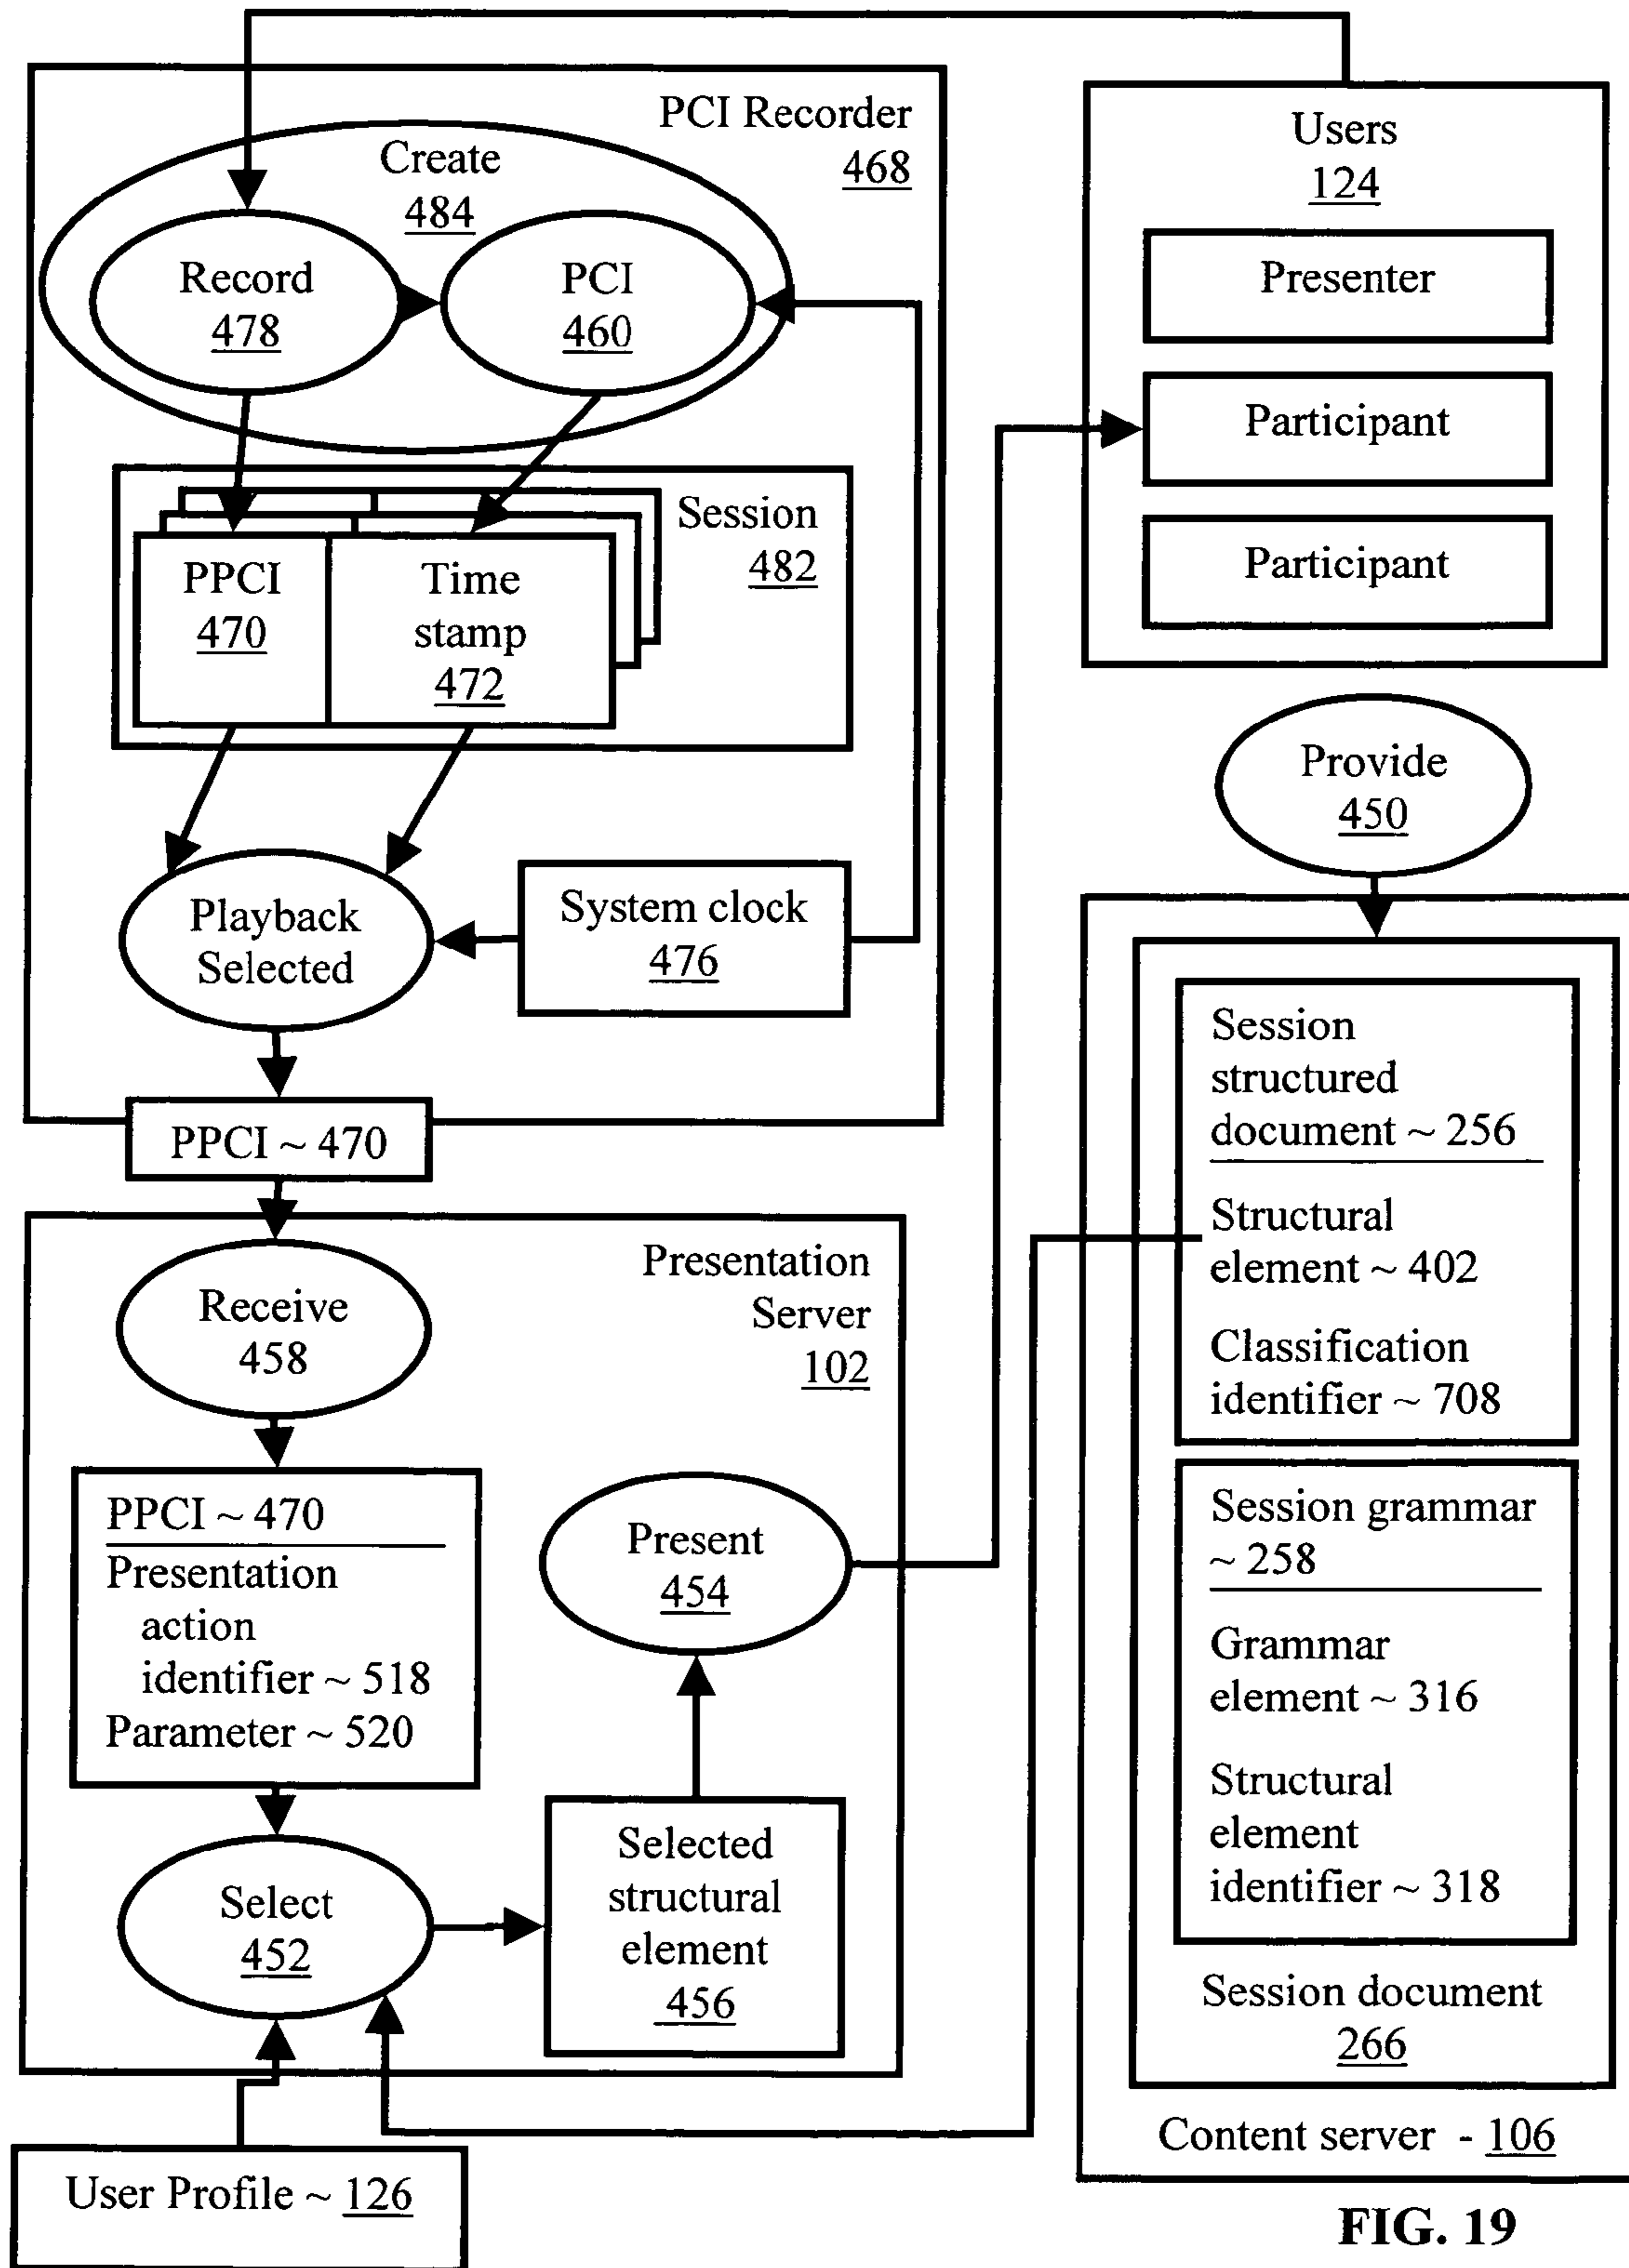 PCI Recorder
468
Create
484
Record
478
PCI
460
Session
482
PPCI
470
Time
stamp
472
Playback
Selected
System clock
476
PPCI ~ 470
Presentation
Server
102
Receive
458
PPCI ~ 470
Presentation
action
identifier ~ 518
Parameter ~ 520
Present
454
Select
452
Selected
structural
element
456
User Profile ~ 126
Users
124
Presenter
Participant
Participant
Provide
450
Session
structured
document ~ 256
Structural
element ~ 402
Classification
identifier ~ 708
Session grammar
~ 258
Grammar
element ~ 316
Structural
element
identifier ~ 318
Session document
266
Content server - 106
FIG. 19